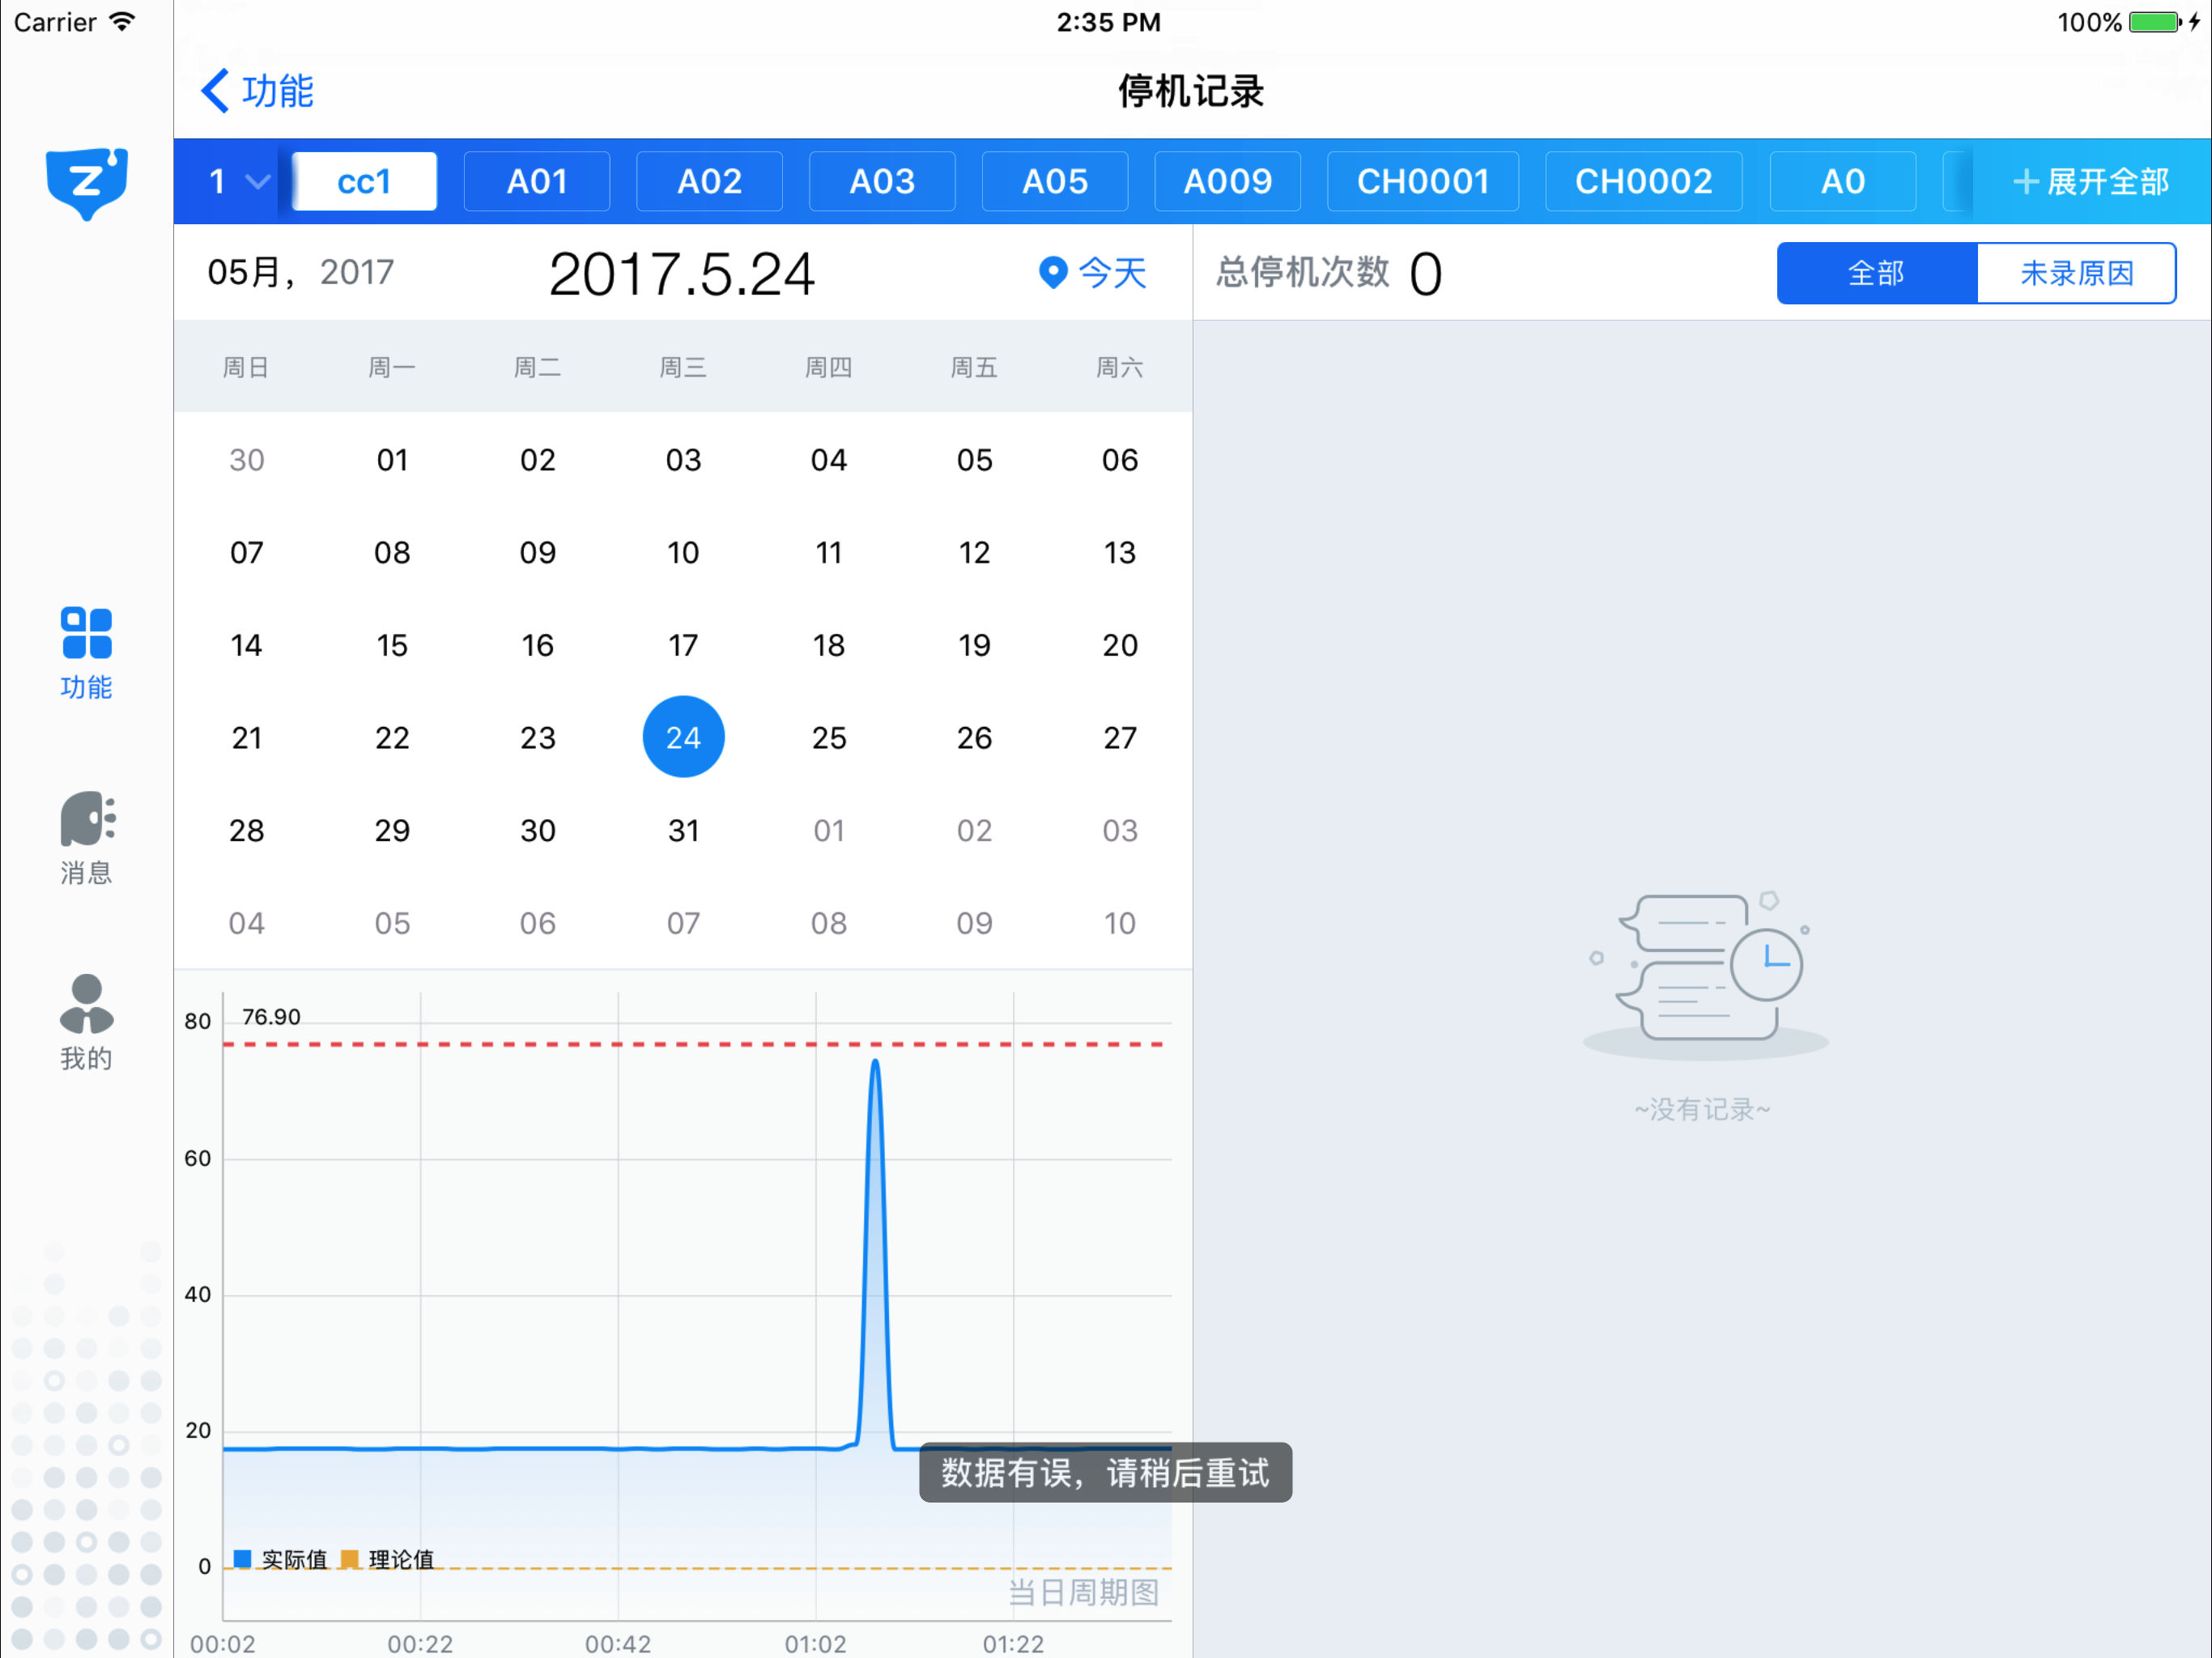 Carrier
2:35 PM
100%
功能
停机记录
1
cc1
A01
A02
A03
A05
A009
CH0001
CH0002
A0
+展开全部
05月，2017
2017.5.24
今天
总停机次数 0
全部
未录原因
周日 周一 周二 周三 周四 周五 周六
30 01 02 03 04 05 06
07 08 09 10 11 12 13
14 15 16 17 18 19 20
21 22 23 24 25 26 27
28 29 30 31 01 02 03
04 05 06 07 08 09 10
功能
消息
我的
~没有记录~
76.90
80
60
40
20
0
数据有误，请稍后重试
实际值 理论值
当日周期图
00:02 00:22 00:42 01:02 01:22